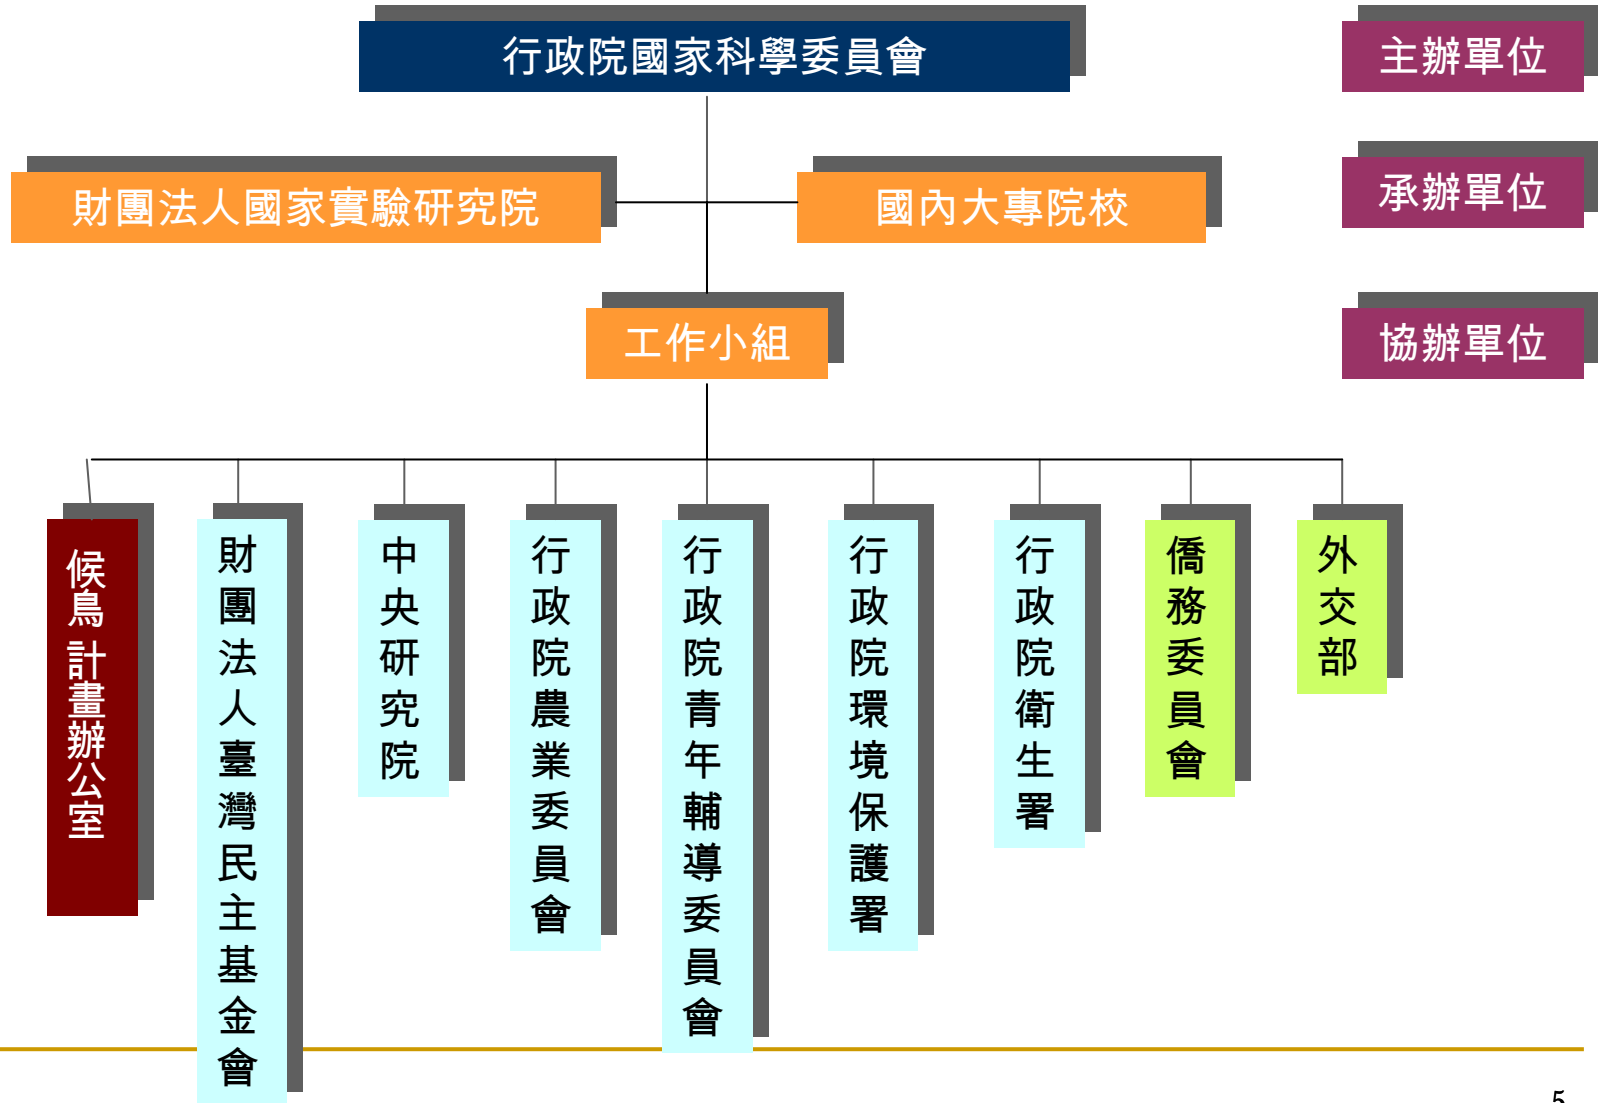 行政院國家科學委員會
主辦單位
財團法人國家實驗研究院
國內大專院校
承辦單位
工作小組
協辦單位
候鳥計畫辦公室
財團法人臺灣民主基金會
中央研究院
行政院農業委員會
行政院青年輔導委員會
行政院環境保護署
行政院衛生署
僑務委員會
外交部
5